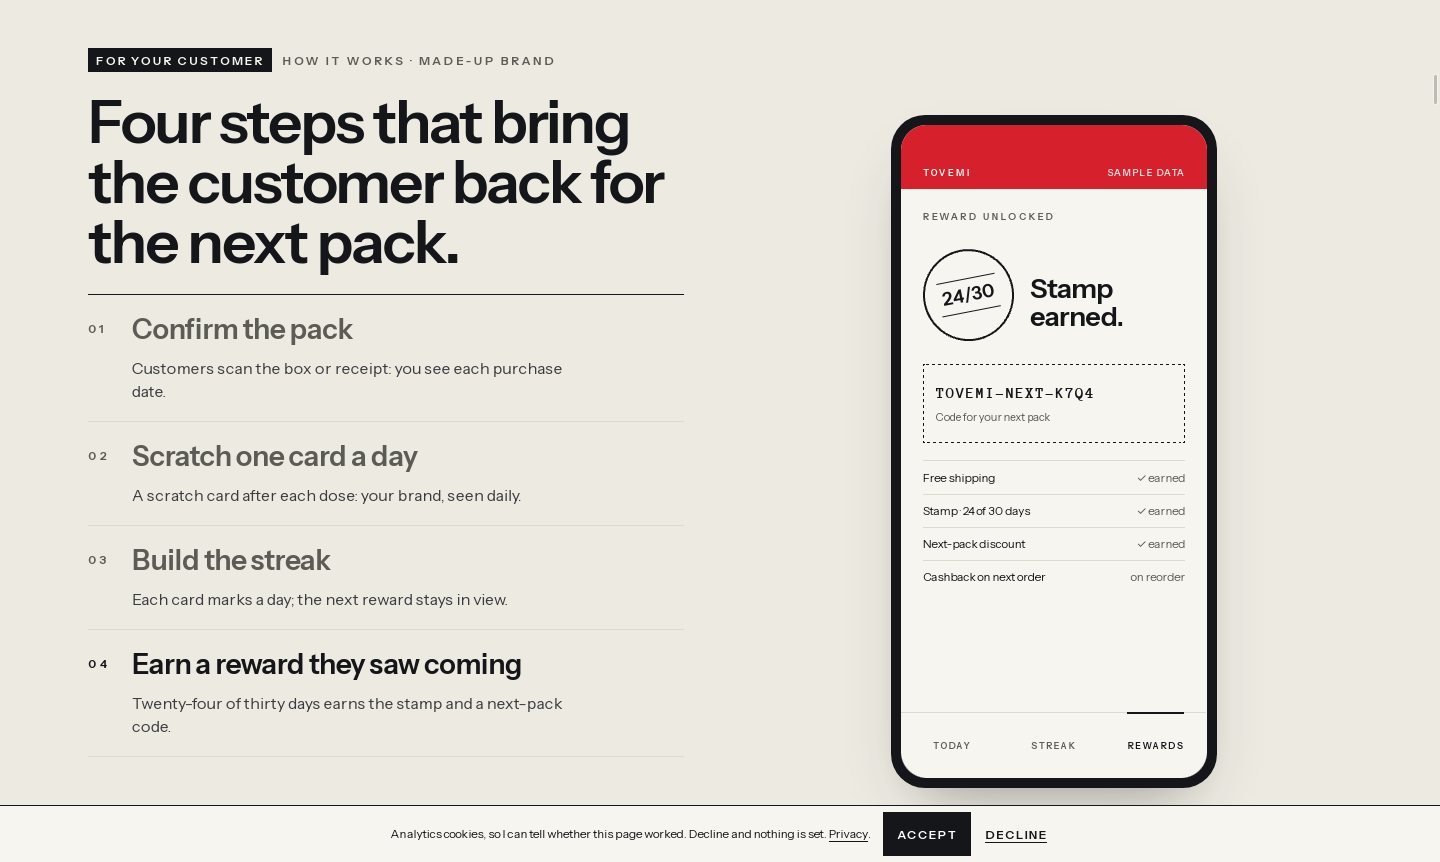 FOR YOUR CUSTOMER HOW IT WORKS · MADE-UP BRAND
Four steps that bring
the customer back for
the next pack.
01 Confirm the pack
Customers scan the box or receipt: you see each purchase
date.
02 Scratch one card a day
A scratch card after each dose: your brand, seen daily.
03 Build the streak
Each card marks a day; the next reward stays in view.
04 Earn a reward they saw coming
Twenty-four of thirty days earns the stamp and a next-pack
code.
TOVEMI SAMPLE DATA
REWARD UNLOCKED
24/30
Stamp
earned.
TOVEMI-NEXT-K7Q4
Code for your next pack
Free shipping ✓ earned
Stamp · 24 of 30 days ✓ earned
Next-pack discount ✓ earned
Cashback on next order on reorder
TODAY STREAK REWARDS
Analytics cookies, so I can tell whether this page worked. Decline and nothing is set. Privacy. ACCEPT DECLINE